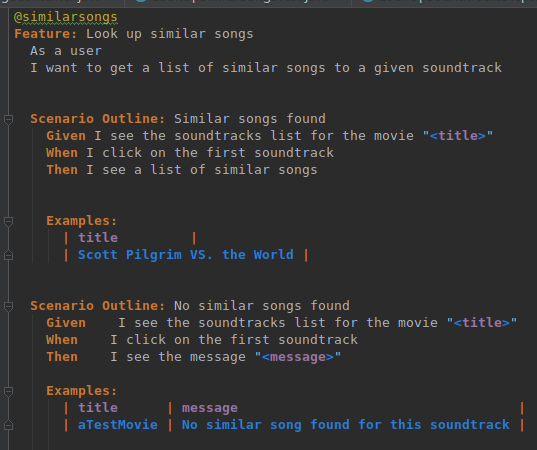 @similarsongs
Feature: Look up similar songs
As a user
I want to get a list of similar songs to a given soundtrack
Scenario Outline: Similar songs found
Given I see the soundtracks list for the movie "<title>"
When I click on the first soundtrack
Then I see a list of similar songs
Examples:
| title |
| Scott Pilgrim VS. the World |
Scenario Outline: No similar songs found
Given I see the soundtracks list for the movie "<title>"
When I click on the first soundtrack
Then I see the message "<message>"
Examples:
| title | message |
| aTestMovie | No similar song found for this soundtrack |